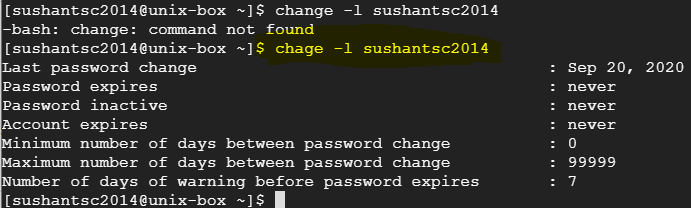 [sushantsc2014@unix-box ~]$ change -l sushantsc2014
-bash: change: command not found
[sushantsc2014@unix-box ~]$ chage -l sushantsc2014
Last password change : Sep 20, 2020
Password expires : never
Password inactive : never
Account expires : never
Minimum number of days between password change : 0
Maximum number of days between password change : 99999
Number of days of warning before password expires : 7
[sushantsc2014@unix-box ~]$